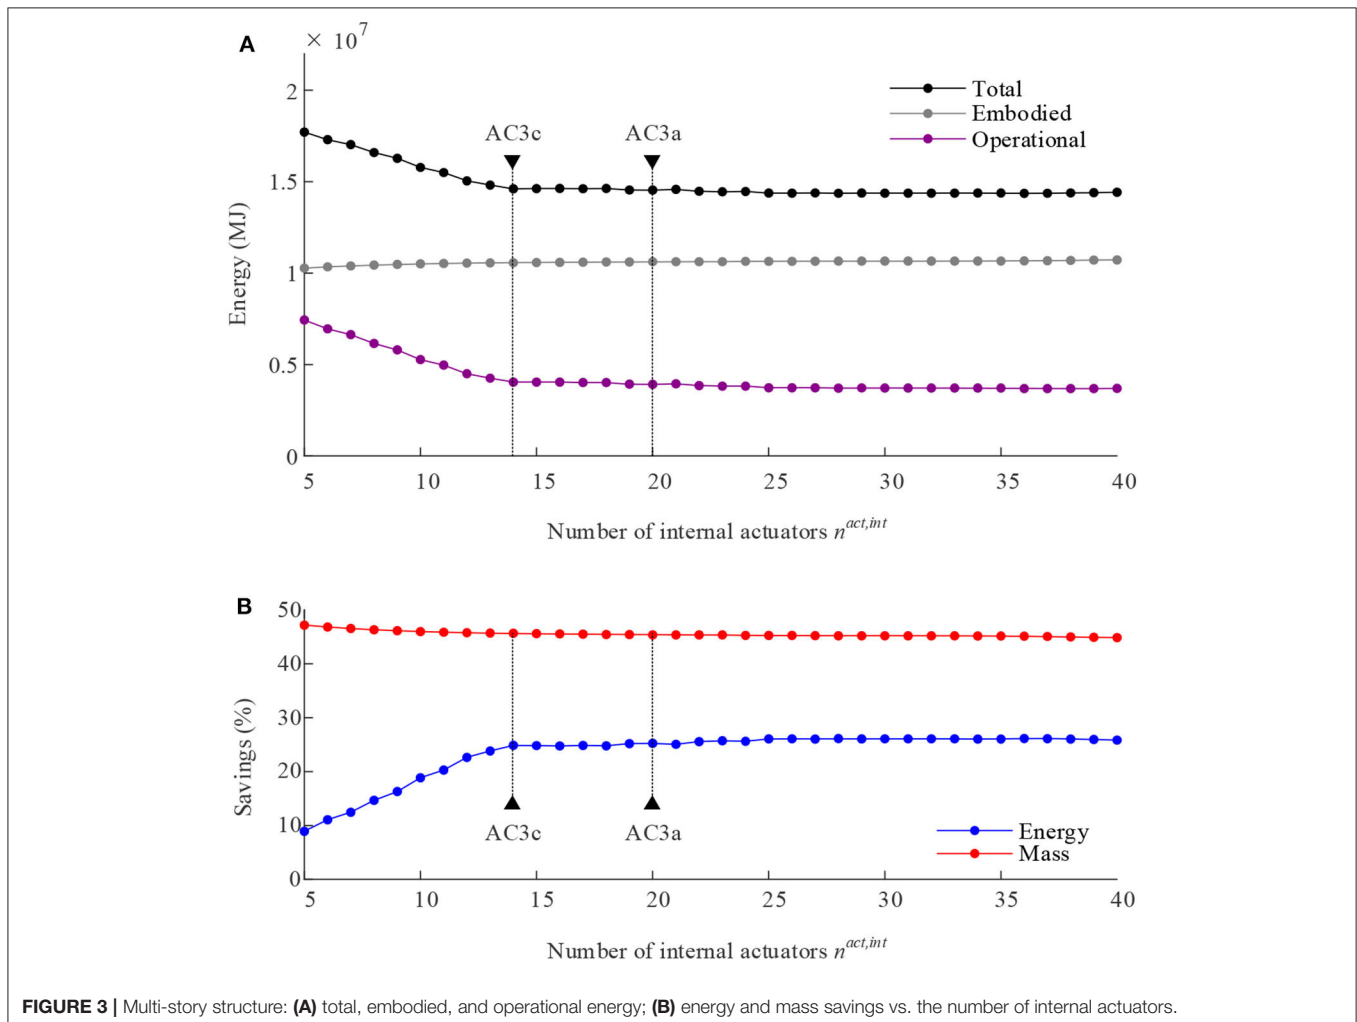 A
× 10⁷
2
1.5
1
0.5
0
Energy (MJ)
Total
Embodied
Operational
AC3c
AC3a
5 10 15 20 25 30 35 40
Number of internal actuators n^{act,int}
B
50
40
30
20
10
0
Savings (%)
AC3c
AC3a
Energy
Mass
5 10 15 20 25 30 35 40
Number of internal actuators n^{act,int}
FIGURE 3 | Multi-story structure: (A) total, embodied, and operational energy; (B) energy and mass savings vs. the number of internal actuators.